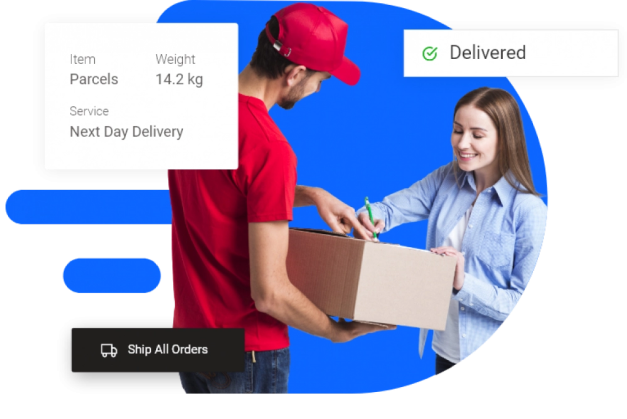 Item Weight
Parcels 14.2 kg
Service
Next Day Delivery
Delivered
Ship All Orders